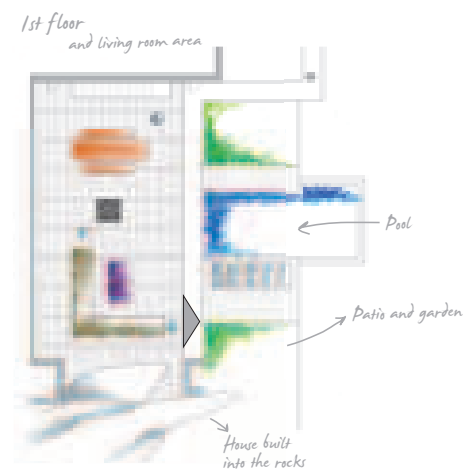 1st floor
and living room area
Pool
Patio and garden
House built
into the rocks